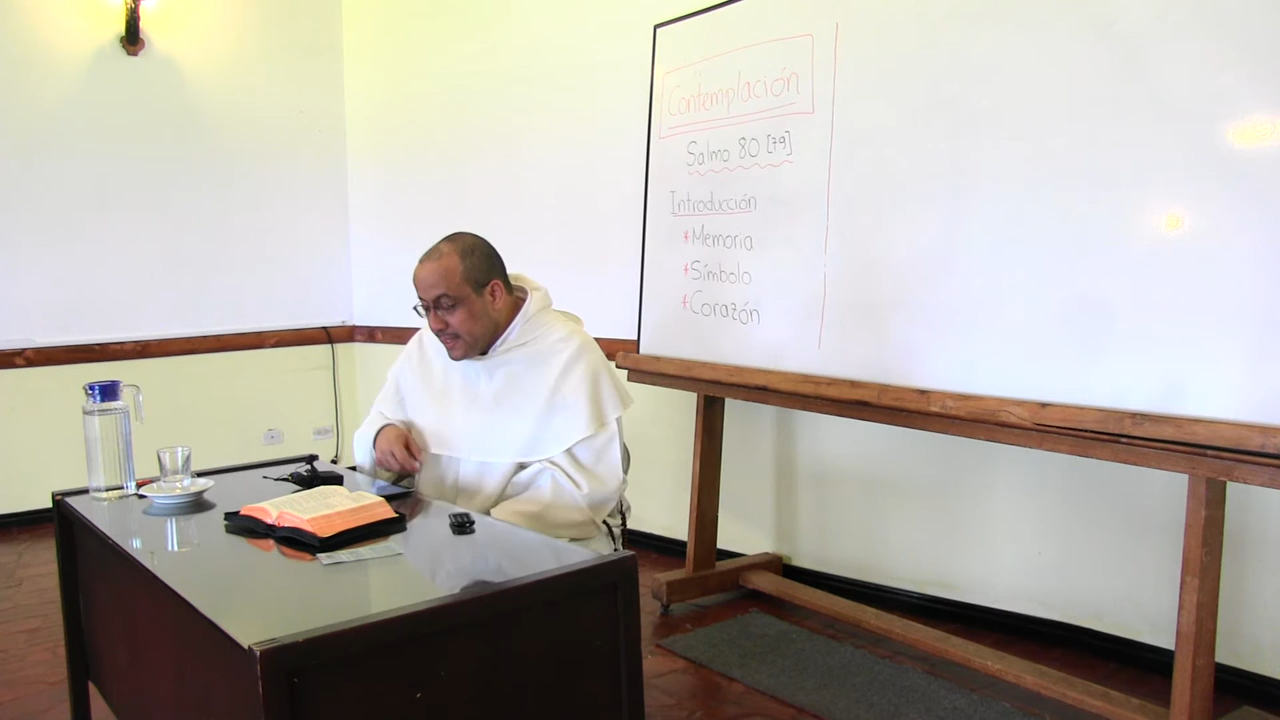 Contemplación
Salmo 80 [79]
Introducción
*Memoria
*Símbolo
*Corazón